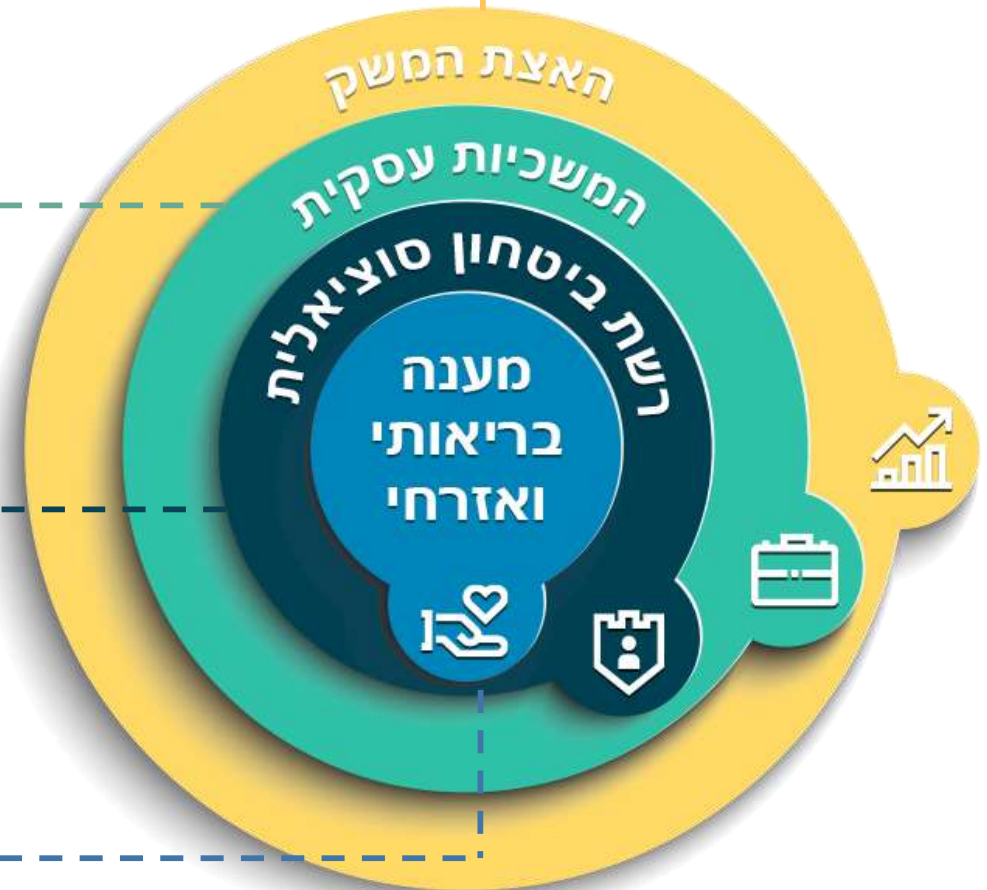 האצת המשק
המשכיות עסקית
רשת ביטחון סוציאלית
מענה
בריאותי
ואזרחי